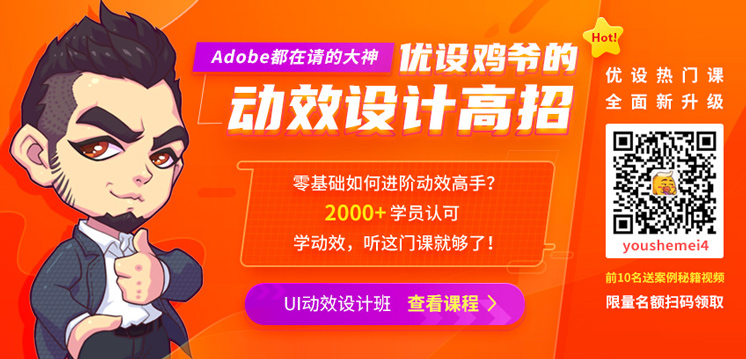 Adobe都在请的大神
优设鸡爷的
动效设计高招
零基础如何进阶动效高手？
2000+ 学员认可
学动效，听这门课就够了！
UI动效设计班 查看课程 >
Hot!
优设热门课
全面新升级
youshemei4
前10名送案例秘籍视频
限量名额扫码领取